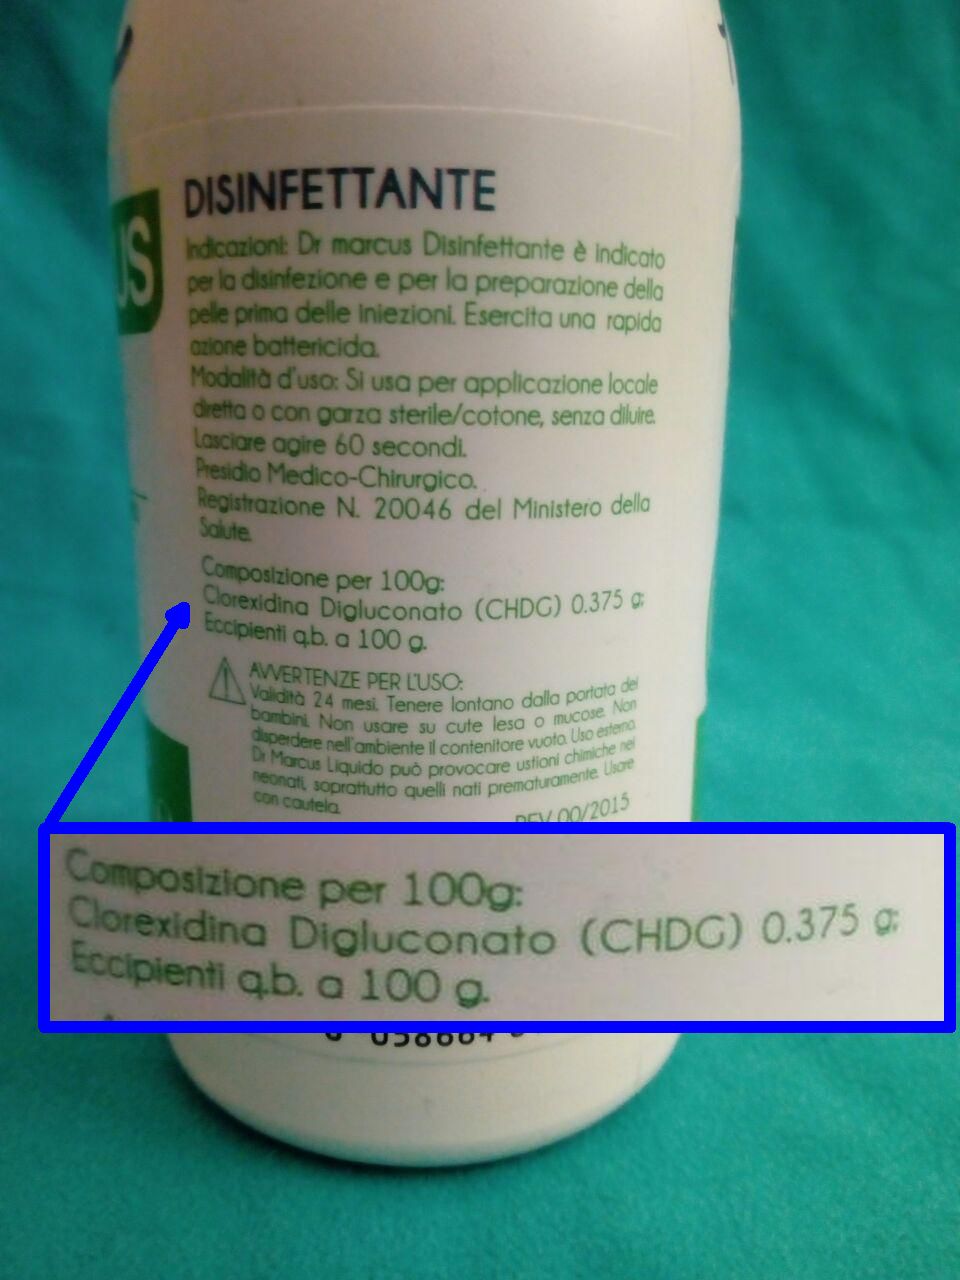 US
DISINFETTANTE
Indicazioni: Dr marcus Disinfettante è indicato
per la disinfezione e per la preparazione della
pelle prima delle iniezioni. Esercita una rapida
azione battericida.
Modalità d'uso: Si usa per applicazione locale
diretta o con garza sterile/cotone, senza diluire.
Lasciare agire 60 secondi.
Presidio Medico-Chirurgico.
Registrazione N. 20046 del Ministero della
Salute.
Composizione per 100g:
Clorexidina Digluconato (CHDG) 0.375 g;
Eccipienti q.b. a 100 g.
AVVERTENZE PER L'USO:
Validità 24 mesi. Tenere lontano dalla portata dei
bambini. Non usare su cute lesa o mucose. Non
disperdere nell'ambiente il contenitore vuoto. Uso esterno.
Dr Marcus Liquido può provocare ustioni chimiche nei
neonati, soprattutto quelli nati prematuramente. Usare
con cautela.
REV 00/2015
Composizione per 100g:
Clorexidina Digluconato (CHDG) 0.375 g;
Eccipienti q.b. a 100 g.